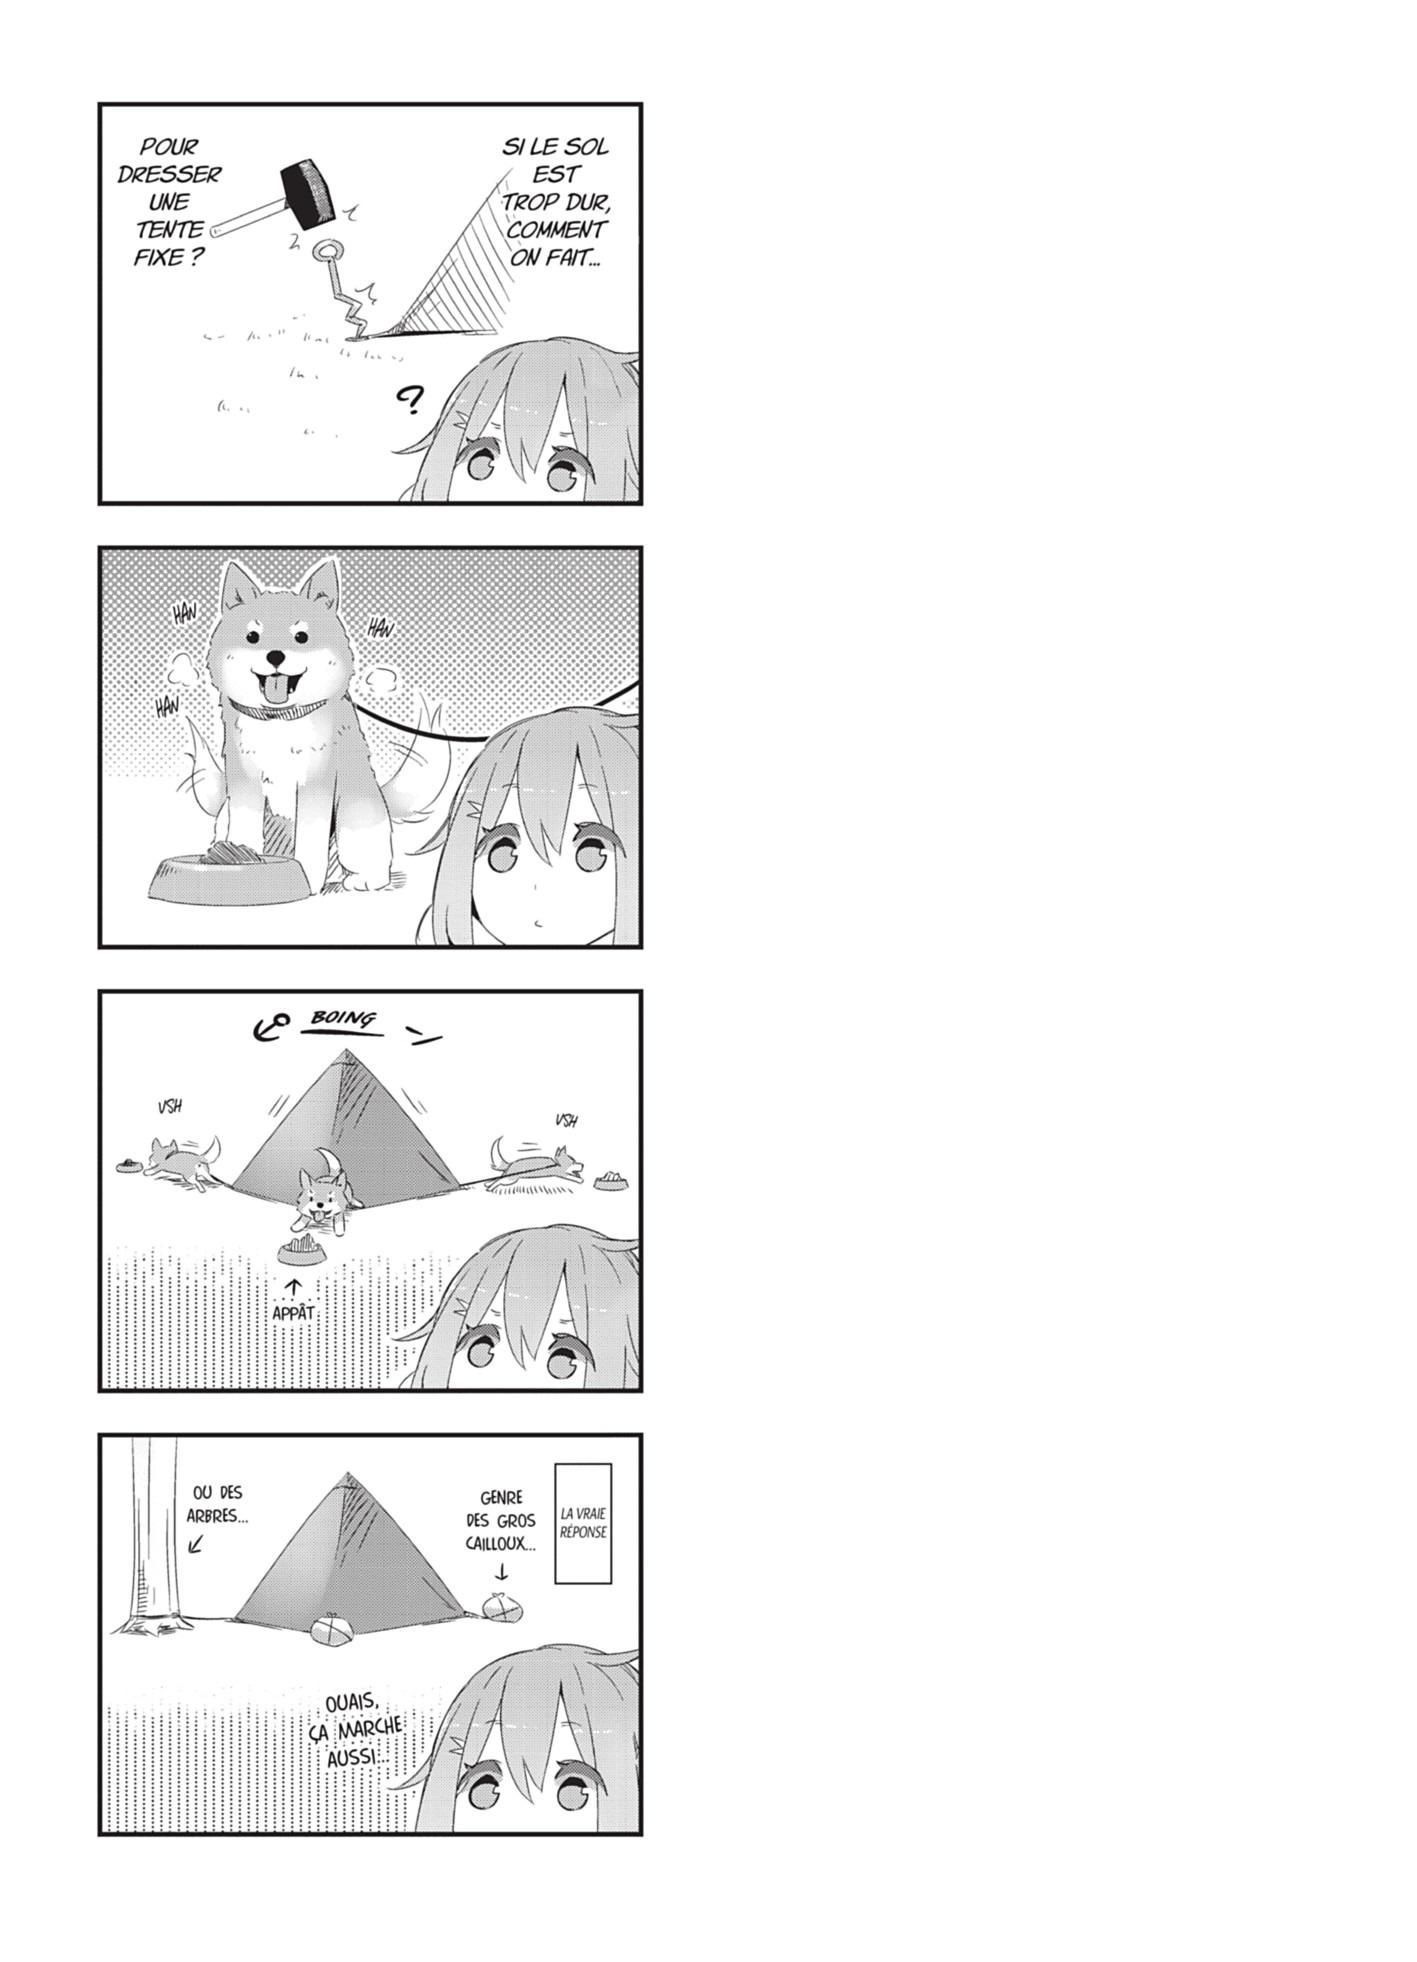 SI LE SOL
EST
TROP DUR,
COMMENT
ON FAIT...
POUR
DRESSER
UNE
TENTE
FIXE ?
?
HAN
HAN
HAN
BOING
VSH
VSH
APPÂT
LA VRAIE
RÉPONSE
GENRE
DES GROS
CAILLOUX...
OU DES
ARBRES...
OUAIS,
ÇA MARCHE
AUSSI...